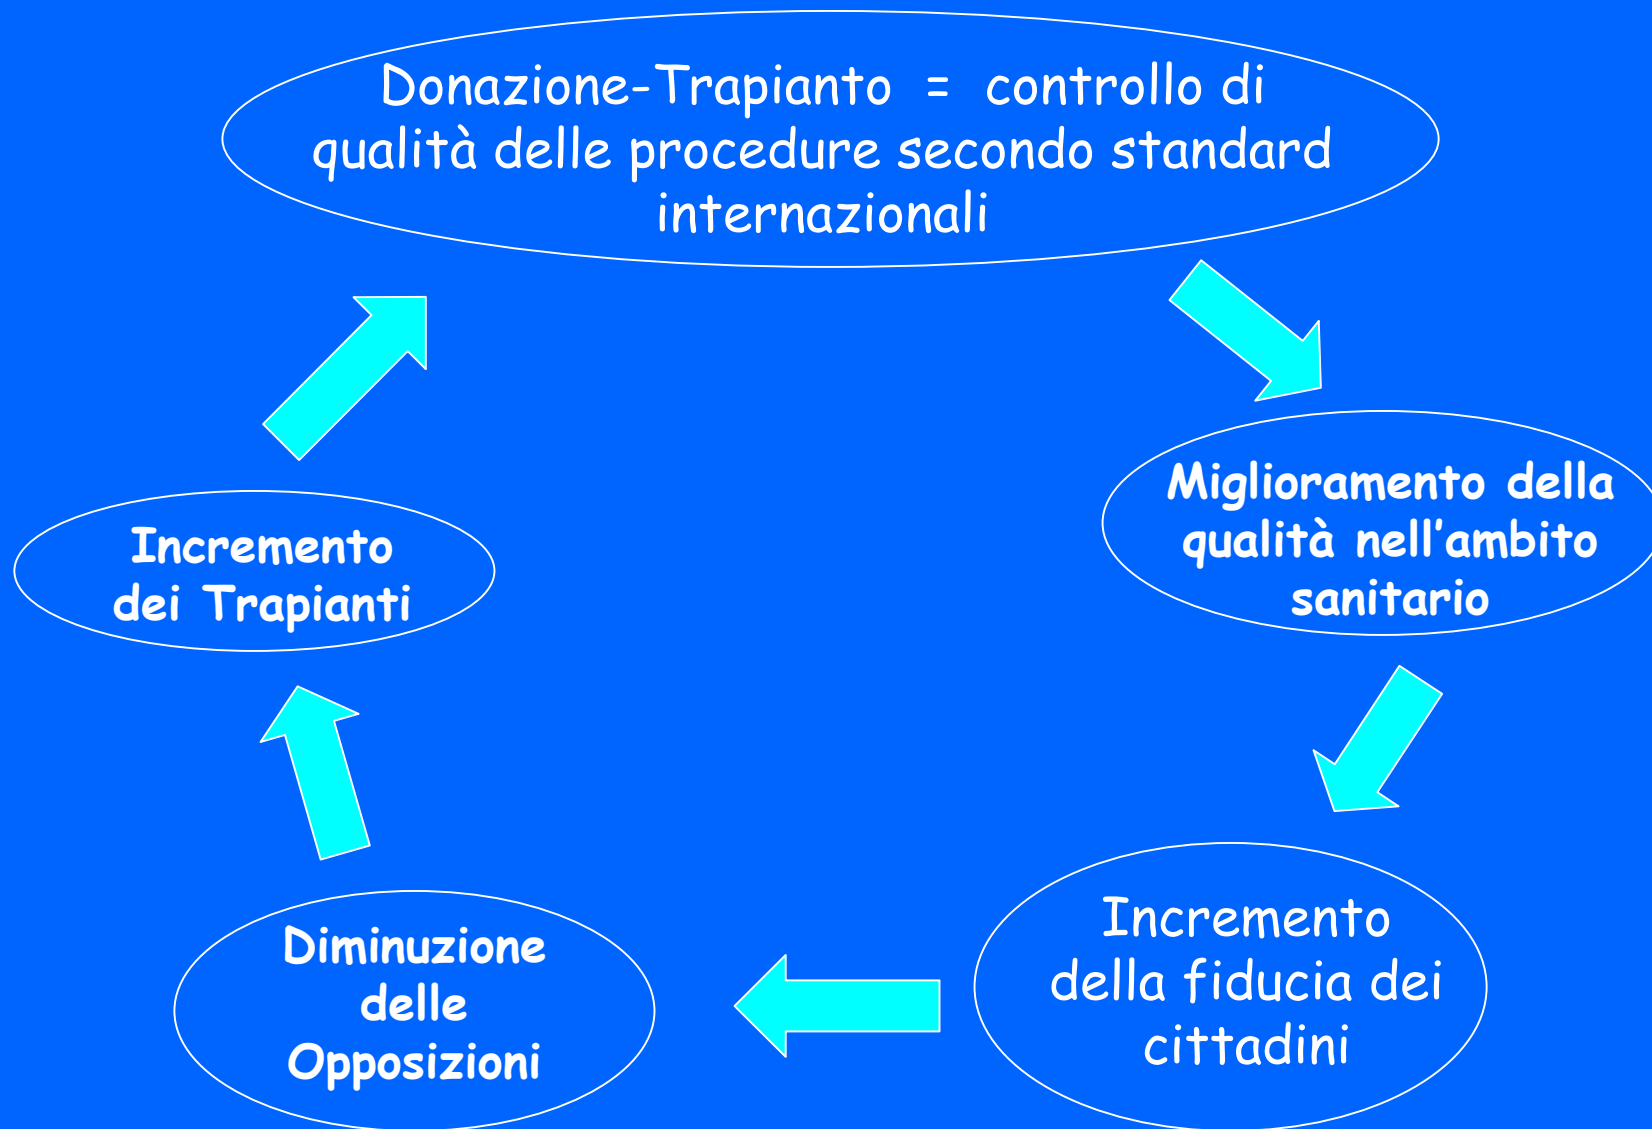 Donazione-Trapianto = controllo di
qualità delle procedure secondo standard
internazionali
Miglioramento della
qualità nell’ambito
sanitario
Incremento
della fiducia dei
cittadini
Diminuzione
delle
Opposizioni
Incremento
dei Trapianti